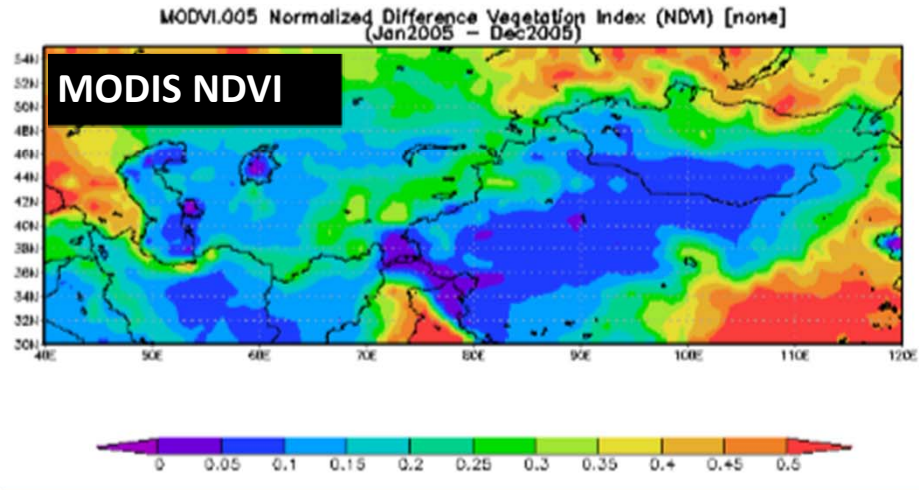 MODVI.005 Normalized Difference Vegetation Index (NDVI) [none]
(Jan2005 - Dec2005)
MODIS NDVI
54N
52N
50N
48N
46N
44N
42N
40N
38N
36N
34N
32N
30N
40E 50E 60E 70E 80E 90E 100E 110E 120E
0 0.05 0.1 0.15 0.2 0.25 0.3 0.35 0.4 0.45 0.5